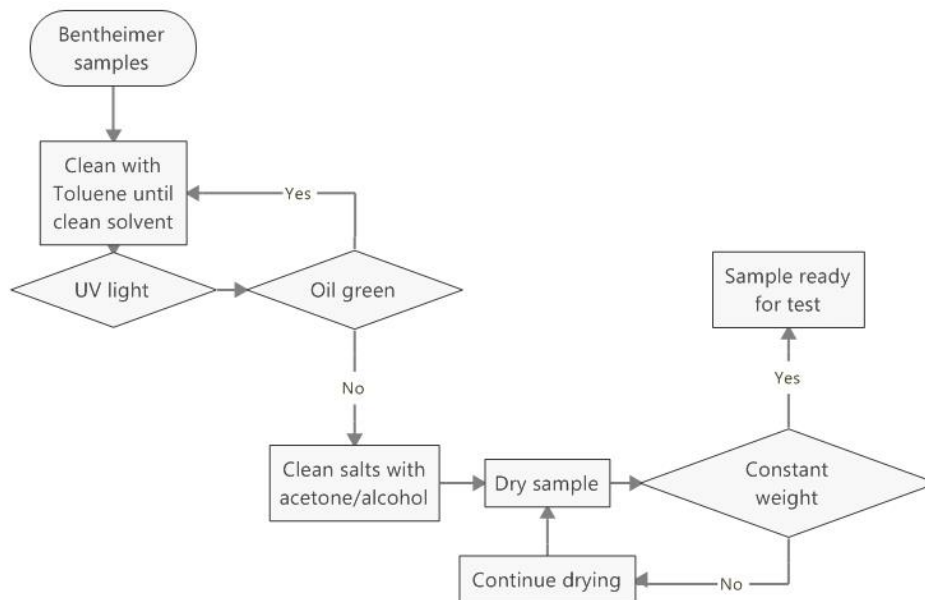 Bentheimer
samples
Clean with
Toluene until
clean solvent
Yes
UV light
Oil green
Sample ready
for test
No
Yes
Clean salts with
acetone/alcohol
Dry sample
Constant
weight
Continue drying
No